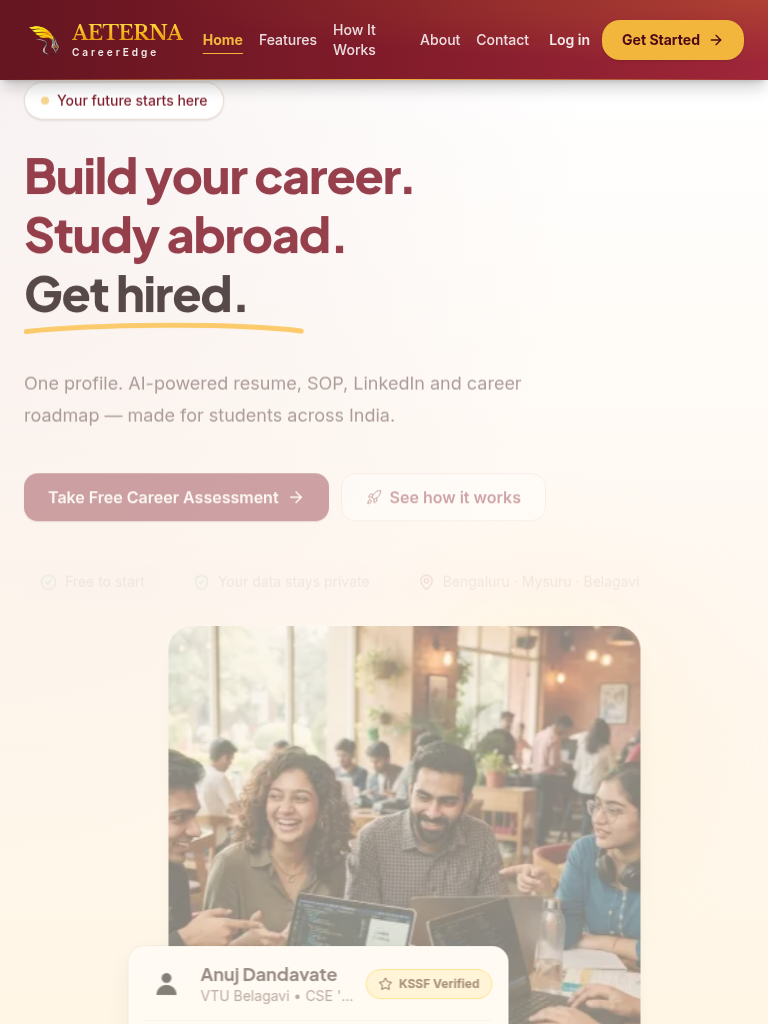 AETERNA
CareerEdge
Home
Features
How It
Works
About
Contact
Log in
Get Started
Your future starts here
Build your career.
Study abroad.
Get hired.
One profile. AI-powered resume, SOP, LinkedIn and career
roadmap — made for students across India.
Take Free Career Assessment
See how it works
Free to start
Your data stays private
Bengaluru · Mysuru · Belagavi
Anuj Dandavate
VTU Belagavi • CSE '...
KSSF Verified